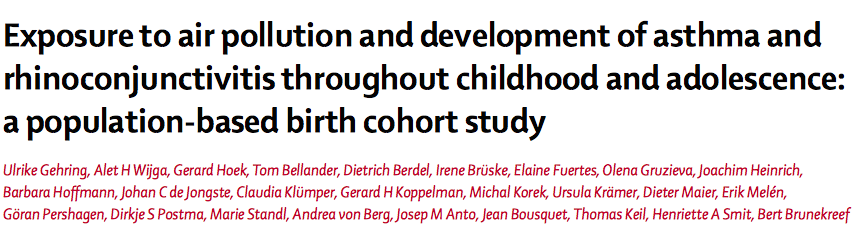 Exposure to air pollution and development of asthma and
rhinoconjunctivitis throughout childhood and adolescence:
a population-based birth cohort study
Ulrike Gehring, Alet H Wijga, Gerard Hoek, Tom Bellander, Dietrich Berdel, Irene Brüske, Elaine Fuertes, Olena Gruzieva, Joachim Heinrich,
Barbara Hoffmann, Johan C de Jongste, Claudia Klümper, Gerard H Koppelman, Michal Korek, Ursula Krämer, Dieter Maier, Erik Melén,
Göran Pershagen, Dirkje S Postma, Marie Standl, Andrea von Berg, Josep M Anto, Jean Bousquet, Thomas Keil, Henriette A Smit, Bert Brunekreef